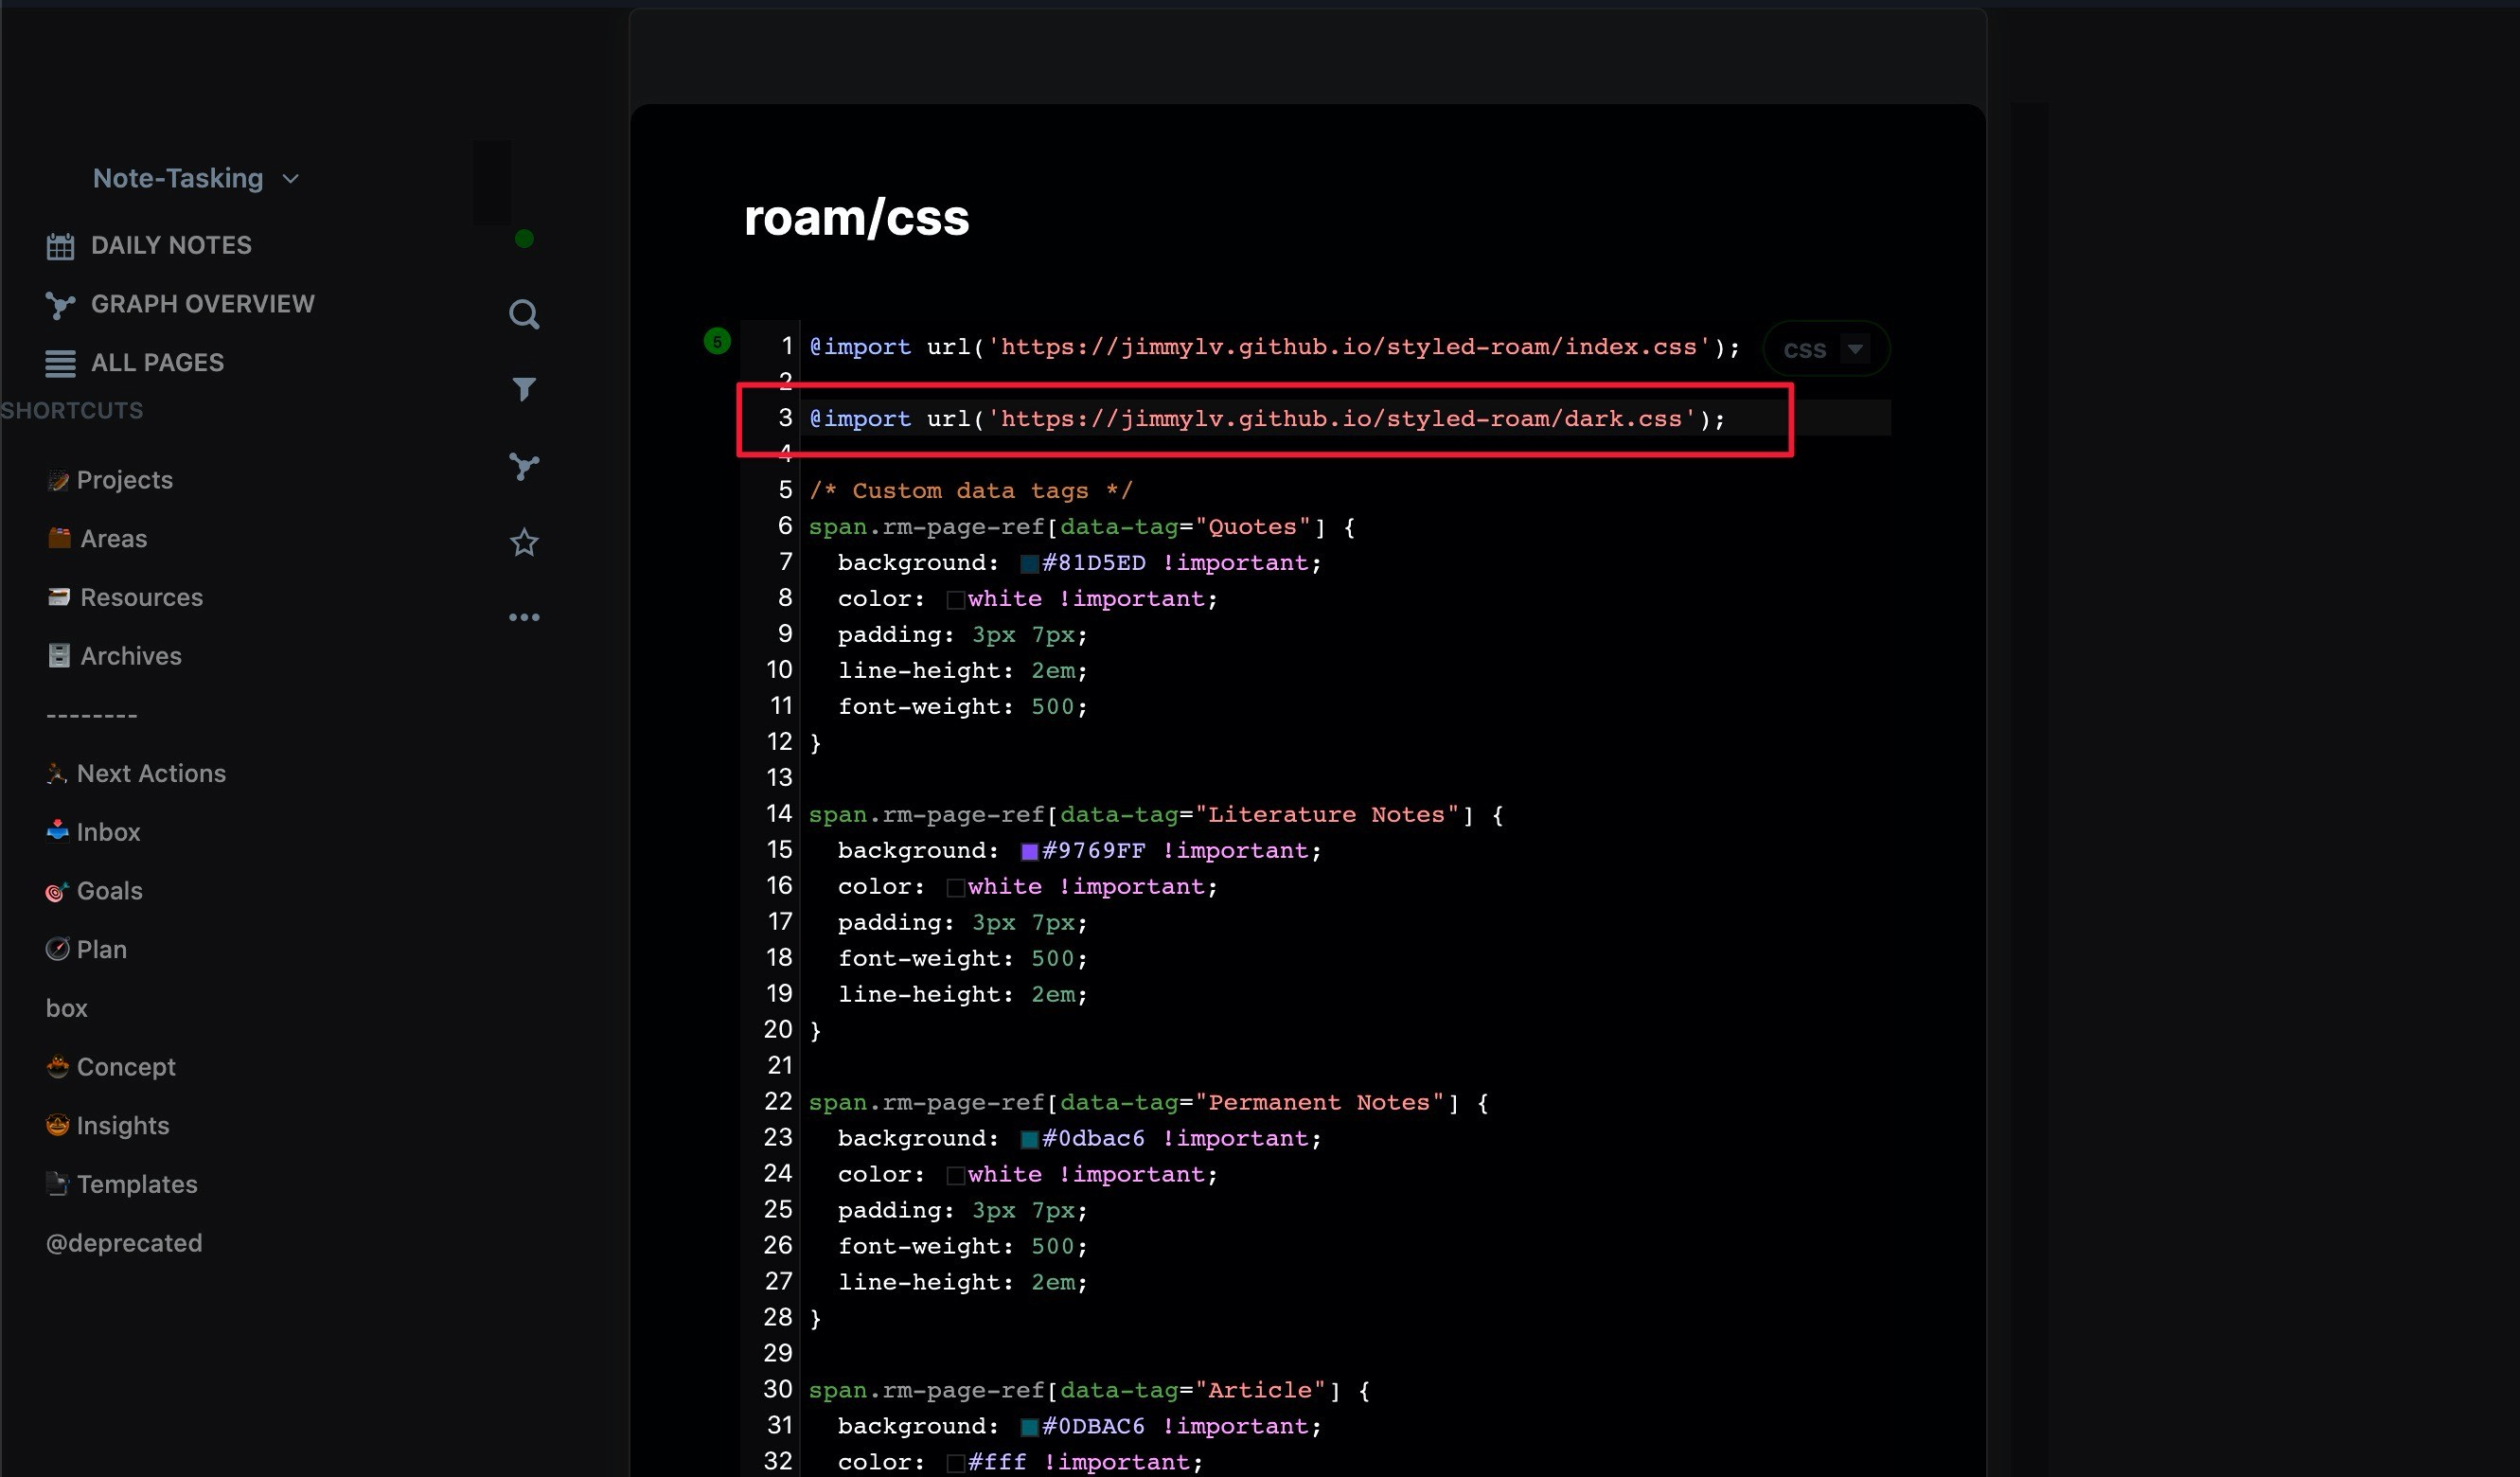 Note-Tasking
DAILY NOTES
GRAPH OVERVIEW
ALL PAGES
SHORTCUTS
Projects
Areas
Resources
Archives
--------
Next Actions
Inbox
Goals
Plan
box
Concept
Insights
Templates
@deprecated
roam/css
5
css
1 @import url('https://jimmylv.github.io/styled-roam/index.css');
2
3 @import url('https://jimmylv.github.io/styled-roam/dark.css');
4
5 /* Custom data tags */
6 span.rm-page-ref[data-tag="Quotes"] {
7 background: #81D5ED !important;
8 color: white !important;
9 padding: 3px 7px;
10 line-height: 2em;
11 font-weight: 500;
12 }
13
14 span.rm-page-ref[data-tag="Literature Notes"] {
15 background: #9769FF !important;
16 color: white !important;
17 padding: 3px 7px;
18 font-weight: 500;
19 line-height: 2em;
20 }
21
22 span.rm-page-ref[data-tag="Permanent Notes"] {
23 background: #0dbac6 !important;
24 color: white !important;
25 padding: 3px 7px;
26 font-weight: 500;
27 line-height: 2em;
28 }
29
30 span.rm-page-ref[data-tag="Article"] {
31 background: #0DBAC6 !important;
32 color: #fff !important;